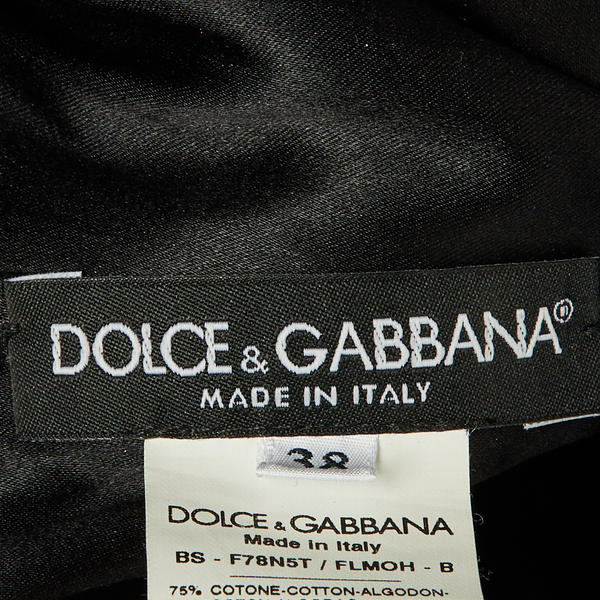 DOLCE & GABBANA®
MADE IN ITALY
38
DOLCE & GABBANA
Made in Italy
BS - F78N5T / FLMOH - B
75% COTONE-COTTON-ALGODON-